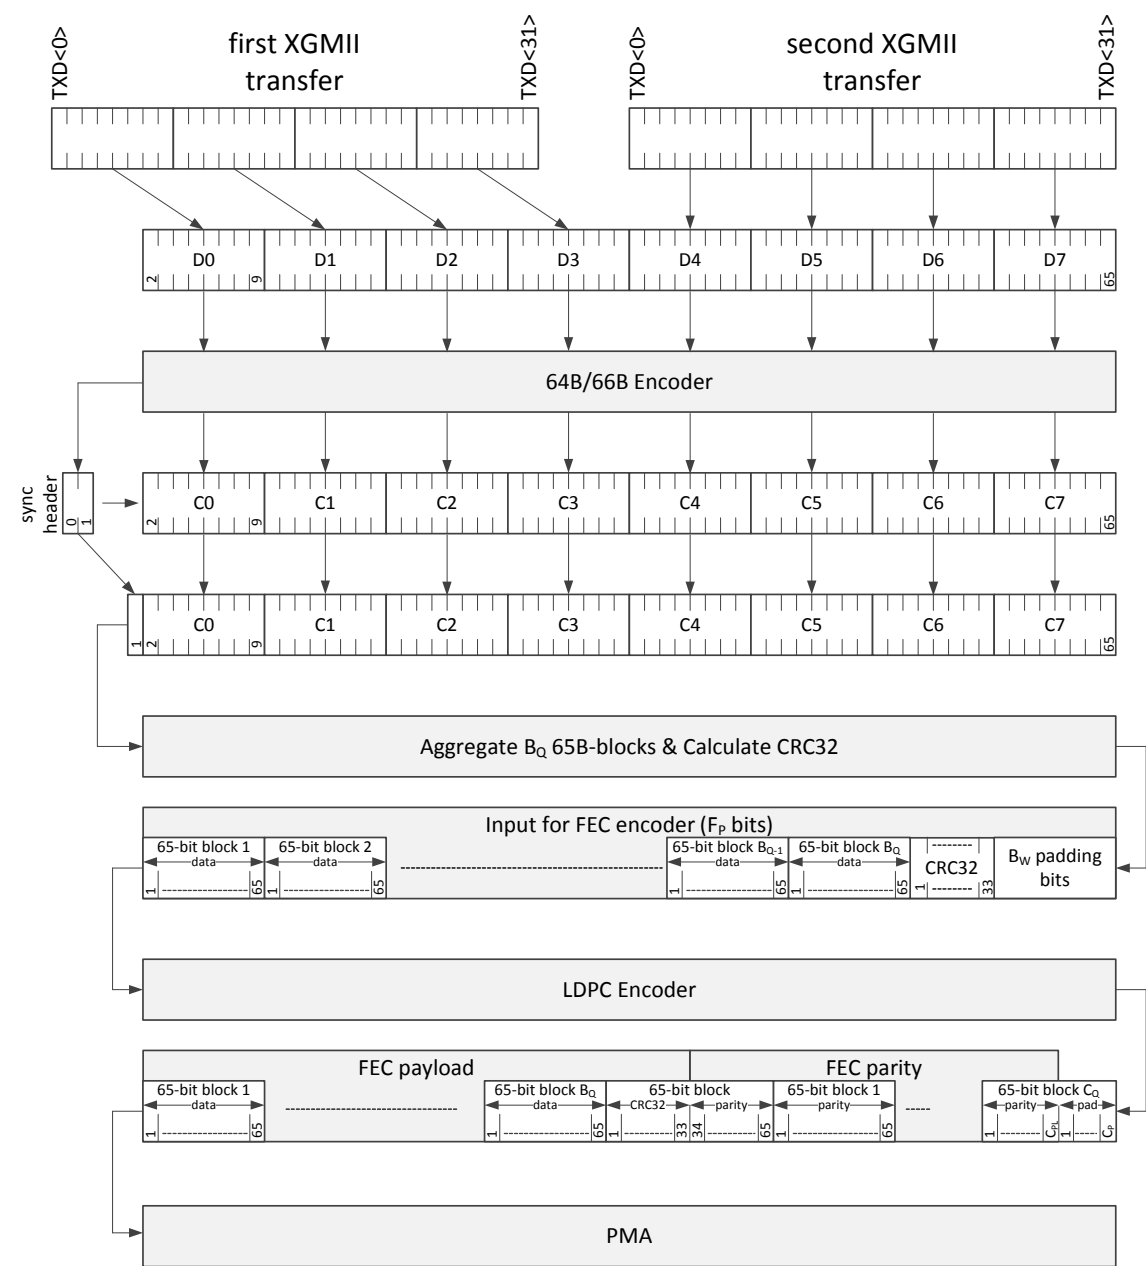 TXD<0>
first XGMII
transfer
TXD<31>
TXD<0>
second XGMII
transfer
TXD<31>
D0 D1 D2 D3 D4 D5 D6 D7
2 9 65
64B/66B Encoder
sync
header
0 1
C0 C1 C2 C3 C4 C5 C6 C7
2 9 65
C0 C1 C2 C3 C4 C5 C6 C7
1 2 9 65
Aggregate BQ 65B-blocks & Calculate CRC32
Input for FEC encoder (FP bits)
65-bit block 1 65-bit block 2 65-bit block BQ-1 65-bit block BQ
data data data data
CRC32
BW padding
bits
1 65 1 65 1 65 1 65 1 33
LDPC Encoder
FEC payload FEC parity
65-bit block 1 65-bit block BQ 65-bit block 65-bit block 1 65-bit block CQ
data data CRC32 parity parity parity pad
1 65 1 65 1 33 34 65 1 65 1 CPL 1 CP
PMA